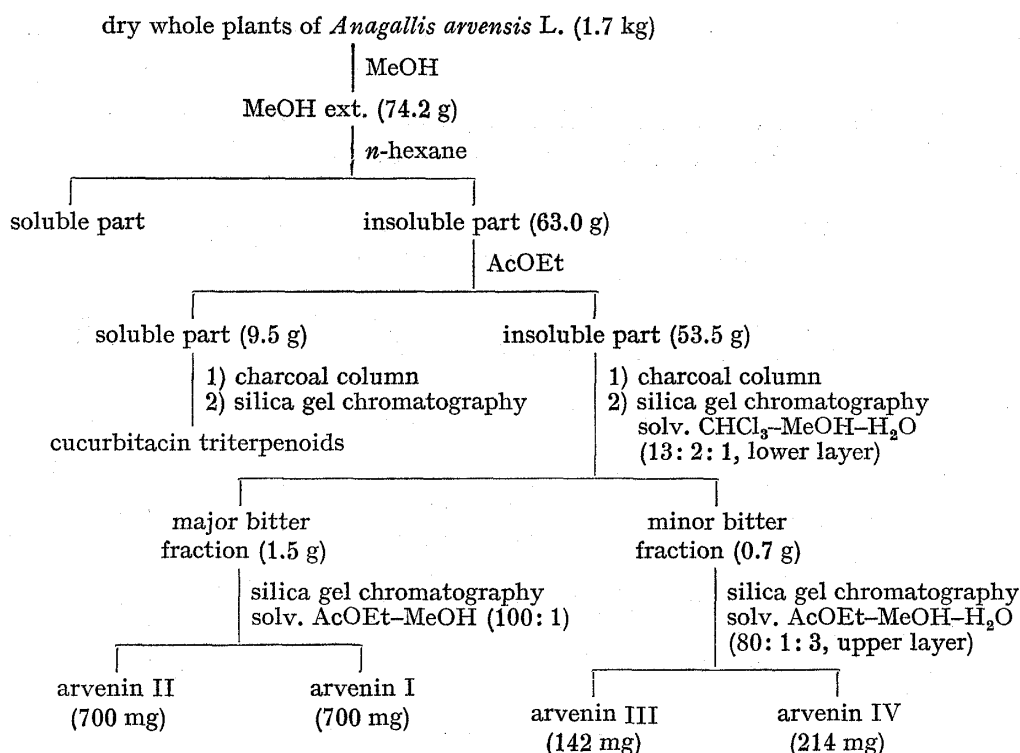 dry whole plants of Anagallis arvensis L. (1.7 kg)
MeOH
MeOH ext. (74.2 g)
n-hexane
soluble part
insoluble part (63.0 g)
AcOEt
soluble part (9.5 g)
insoluble part (53.5 g)
1) charcoal column
2) silica gel chromatography
cucurbitacin triterpenoids
1) charcoal column
2) silica gel chromatography
solv. CHCl₃–MeOH–H₂O
(13: 2: 1, lower layer)
major bitter
fraction (1.5 g)
minor bitter
fraction (0.7 g)
silica gel chromatography
solv. AcOEt–MeOH (100: 1)
silica gel chromatography
solv. AcOEt–MeOH–H₂O
(80: 1: 3, upper layer)
arvenin II
(700 mg)
arvenin I
(700 mg)
arvenin III
(142 mg)
arvenin IV
(214 mg)